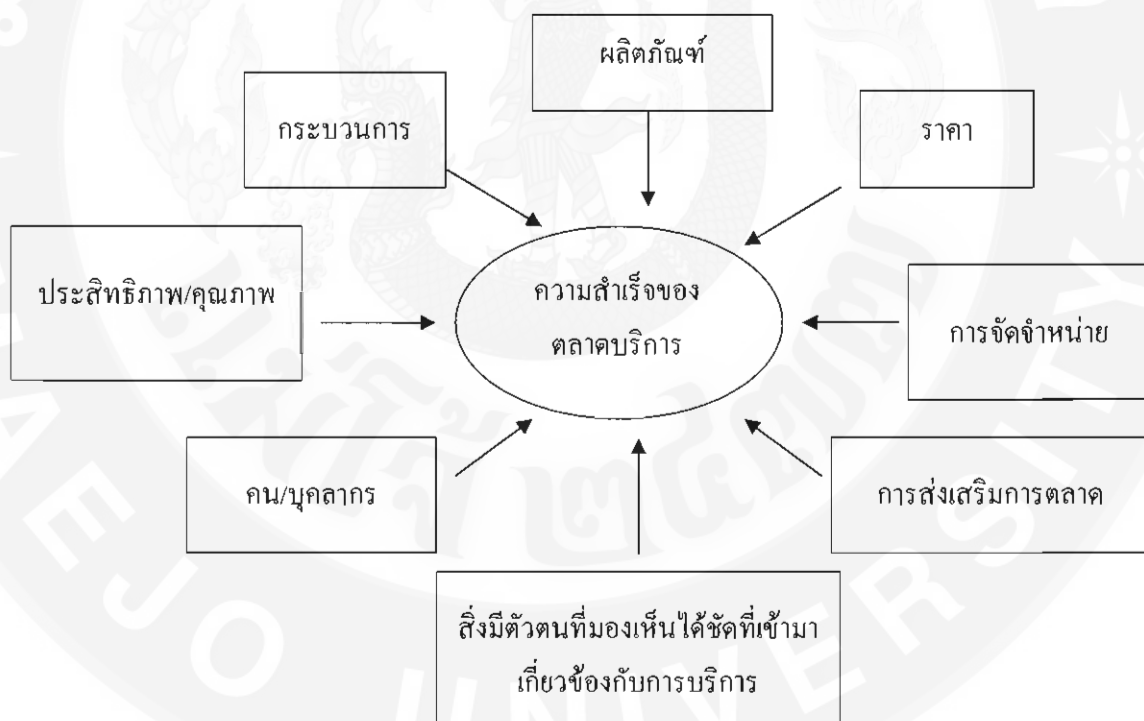 ผลิตภัณฑ์
กระบวนการ
ราคา
ประสิทธิภาพ/คุณภาพ
ความสำเร็จของ
ตลาดบริการ
การจัดจำหน่าย
คน/บุคลากร
การส่งเสริมการตลาด
สิ่งมีตัวตนที่มองเห็นได้ชัดที่เข้ามา
เกี่ยวข้องกับการบริการ
EJO UNIVERSITY